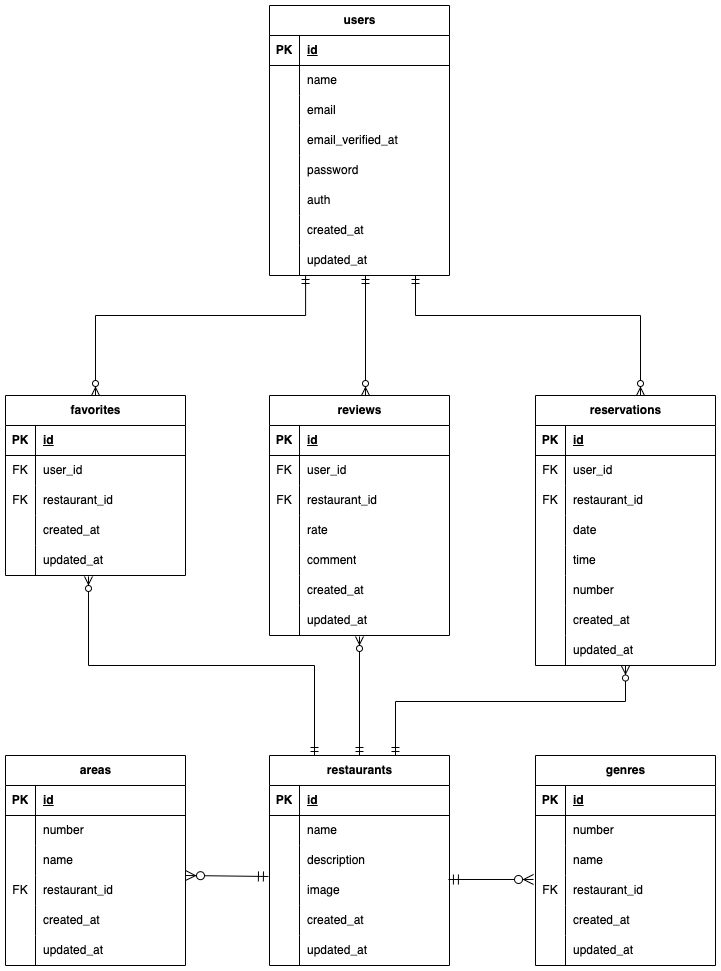 users
PK id
name
email
email_verified_at
password
auth
created_at
updated_at
favorites
PK id
FK user_id
FK restaurant_id
created_at
updated_at
reviews
PK id
FK user_id
FK restaurant_id
rate
comment
created_at
updated_at
reservations
PK id
FK user_id
FK restaurant_id
date
time
number
created_at
updated_at
areas
PK id
number
name
FK restaurant_id
created_at
updated_at
restaurants
PK id
name
description
image
created_at
updated_at
genres
PK id
number
name
FK restaurant_id
created_at
updated_at